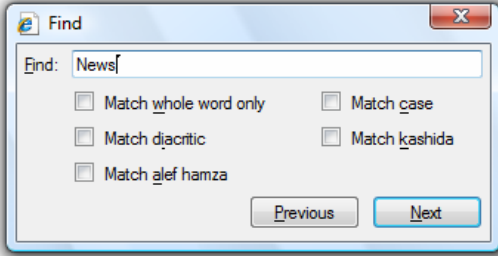 Find
Find: News
Match whole word only Match case
Match diacritic Match kashida
Match alef hamza
Previous Next